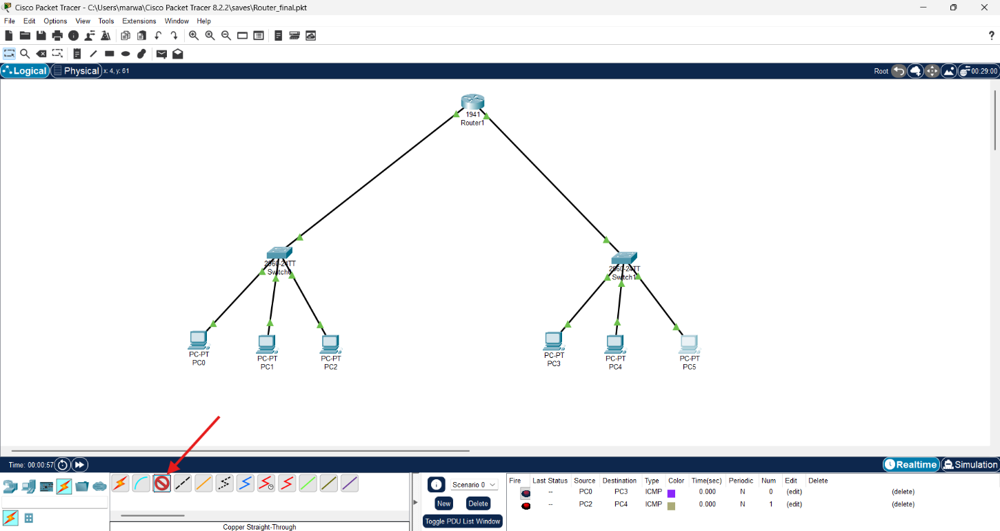 Cisco Packet Tracer - C:\Users\marwa\Cisco Packet Tracer 8.2.2\saves\Router_final.pkt
File Edit Options View Tools Extensions Window Help
?
Logical Physical x: 4, y: 61 Root 00:29:00
1941
Router1
2960-24TT
Switch0
2960-24TT
Switch1
PC-PT
PC0
PC-PT
PC1
PC-PT
PC2
PC-PT
PC3
PC-PT
PC4
PC-PT
PC5
Time: 00:00:57 Realtime Simulation
Copper Straight-Through
Scenario 0
New Delete
Toggle PDU List Window
Fire Last Status Source Destination Type Color Time(sec) Periodic Num Edit Delete
-- PC0 PC3 ICMP 0.000 N 0 (edit) (delete)
-- PC2 PC4 ICMP 0.000 N 1 (edit) (delete)